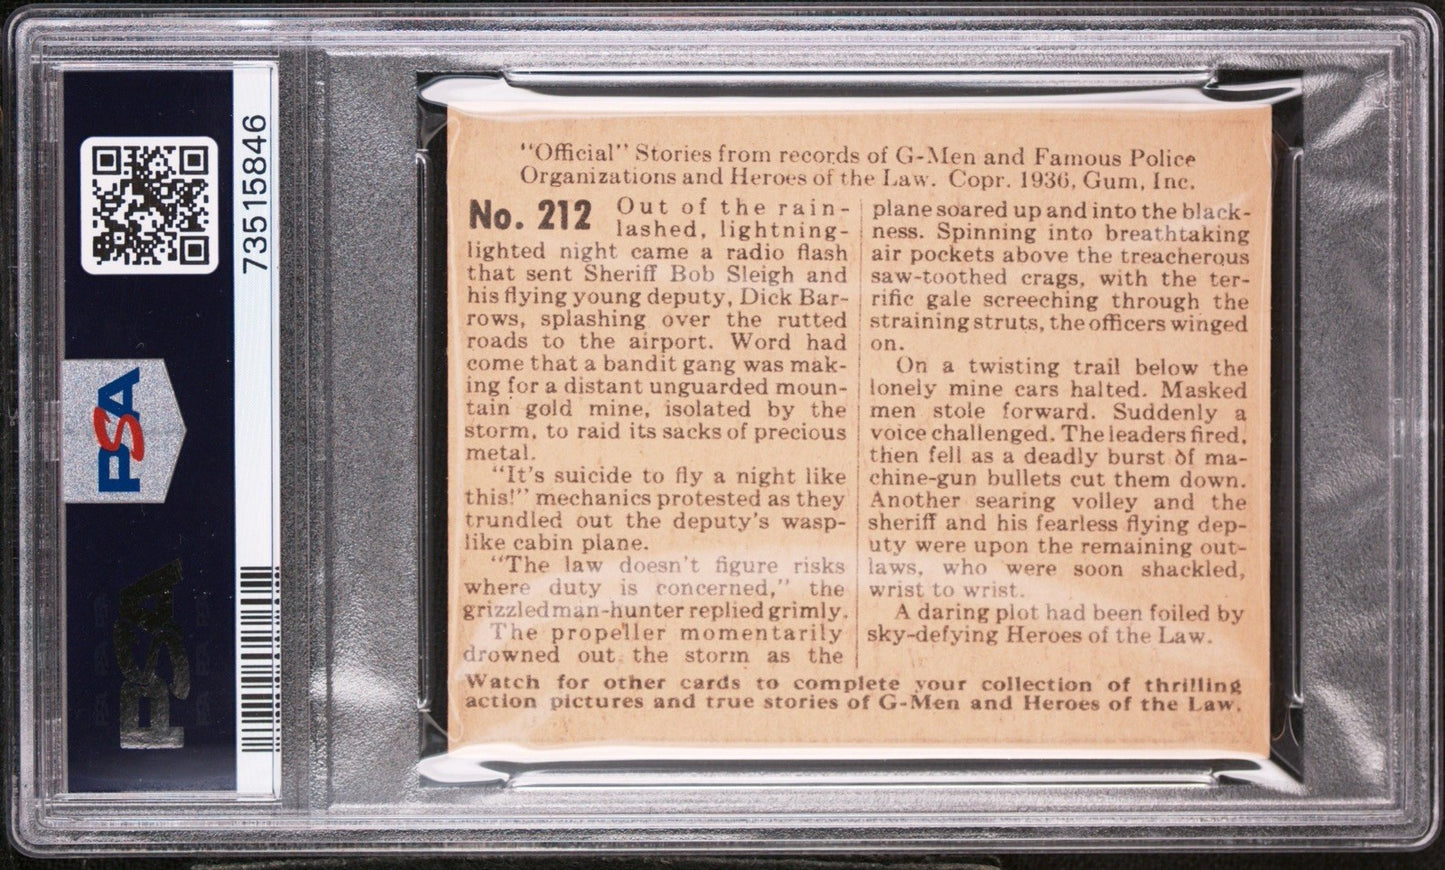 "Official" Stories from records of G-Men and Famous Police
Organizations and Heroes of the Law. Copr. 1936, Gum, Inc.
No. 212 Out of the rain-
lashed, lightning-
lighted night came a radio flash
that sent Sheriff Bob Sleigh and
his flying young deputy, Dick Bar-
rows, splashing over the rutted
roads to the airport. Word had
come that a bandit gang was mak-
ing for a distant unguarded moun-
tain gold mine, isolated by the
storm, to raid its sacks of precious
metal.
"It's suicide to fly a night like
this!" mechanics protested as they
trundled out the deputy's wasp-
like cabin plane.
"The law doesn't figure risks
where duty is concerned," the
grizzled man-hunter replied grimly.
The propeller momentarily
drowned out the storm as the
plane soared up and into the black-
ness. Spinning into breathtaking
air pockets above the treacherous
saw-toothed crags, with the ter-
rific gale screeching through the
straining struts, the officers winged
on.
On a twisting trail below the
lonely mine cars halted. Masked
men stole forward. Suddenly a
voice challenged. The leaders fired,
then fell as a deadly burst of ma-
chine-gun bullets cut them down.
Another searing volley and the
sheriff and his fearless flying dep-
uty were upon the remaining out-
laws, who were soon shackled,
wrist to wrist.
A daring plot had been foiled by
sky-defying Heroes of the Law.
Watch for other cards to complete your collection of thrilling
action pictures and true stories of G-Men and Heroes of the Law.
73515846
PSA
PSA